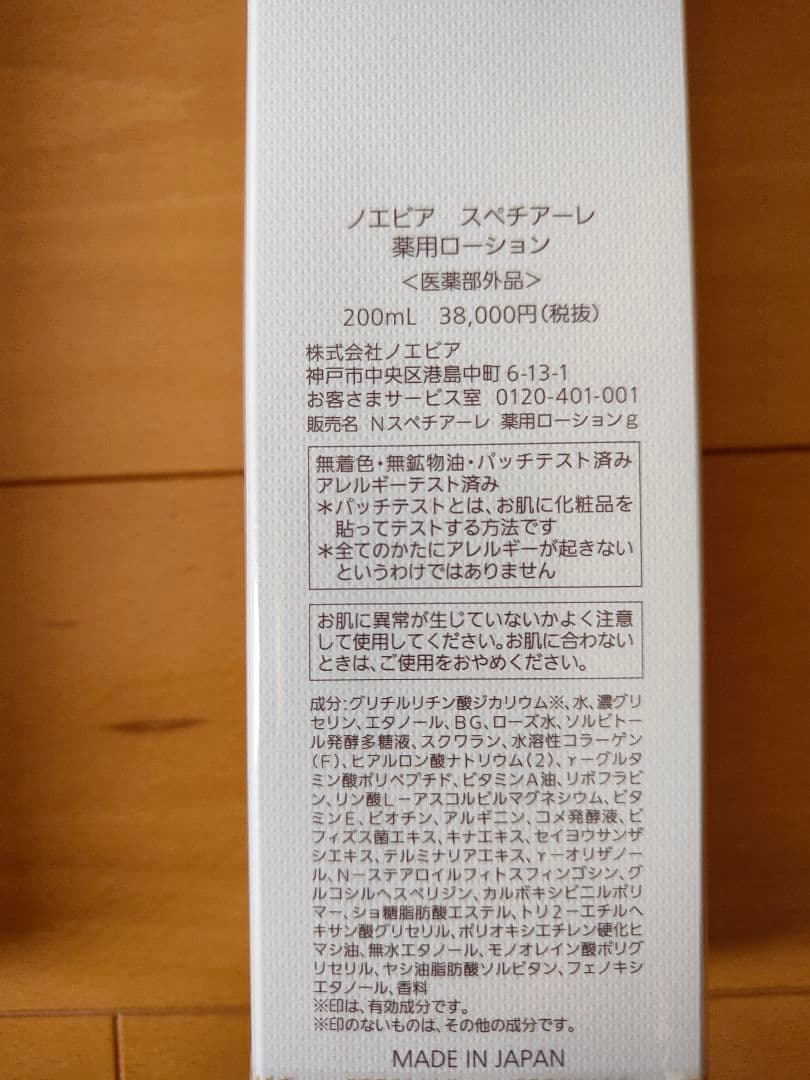 ノエビア スペチアーレ
薬用ローション
＜医薬部外品＞
200mL 38,000円(税抜)
株式会社ノエビア
神戸市中央区港島中町 6-13-1
お客さまサービス室 0120-401-001
販売名 Nスペチアーレ 薬用ローションg
無着色・無鉱物油・パッチテスト済み
アレルギーテスト済み
＊パッチテストとは、お肌に化粧品を
貼ってテストする方法です
＊全てのかたにアレルギーが起きない
というわけではありません
お肌に異常が生じていないかよく注意
して使用してください。お肌に合わない
ときは、ご使用をおやめください。
成分:グリチルリチン酸ジカリウム※、水、濃グリ
セリン、エタノール、BG、ローズ水、ソルビトー
ル発酵多糖液、スクワラン、水溶性コラーゲン
(F)、ヒアルロン酸ナトリウム(2)、γ－グルタ
ミン酸ポリペプチド、ビタミンA油、リボフラビ
ン、リン酸L－アスコルビルマグネシウム、ビタ
ミンE、ビオチン、アルギニン、コメ発酵液、ビ
フィズス菌エキス、キナエキス、セイヨウサンザ
シエキス、テルミナリアエキス、γ－オリザノー
ル、N－ステアロイルフィトスフィンゴシン、グ
ルコシルヘスペリジン、カルボキシビニルポリ
マー、ショ糖脂肪酸エステル、トリ2－エチルヘ
キサン酸グリセリル、ポリオキシエチレン硬化ヒ
マシ油、無水エタノール、モノオレイン酸ポリグ
リセリル、ヤシ油脂肪酸ソルビタン、フェノキシ
エタノール、香料
※印は、有効成分です。
※印のないものは、その他の成分です。
MADE IN JAPAN